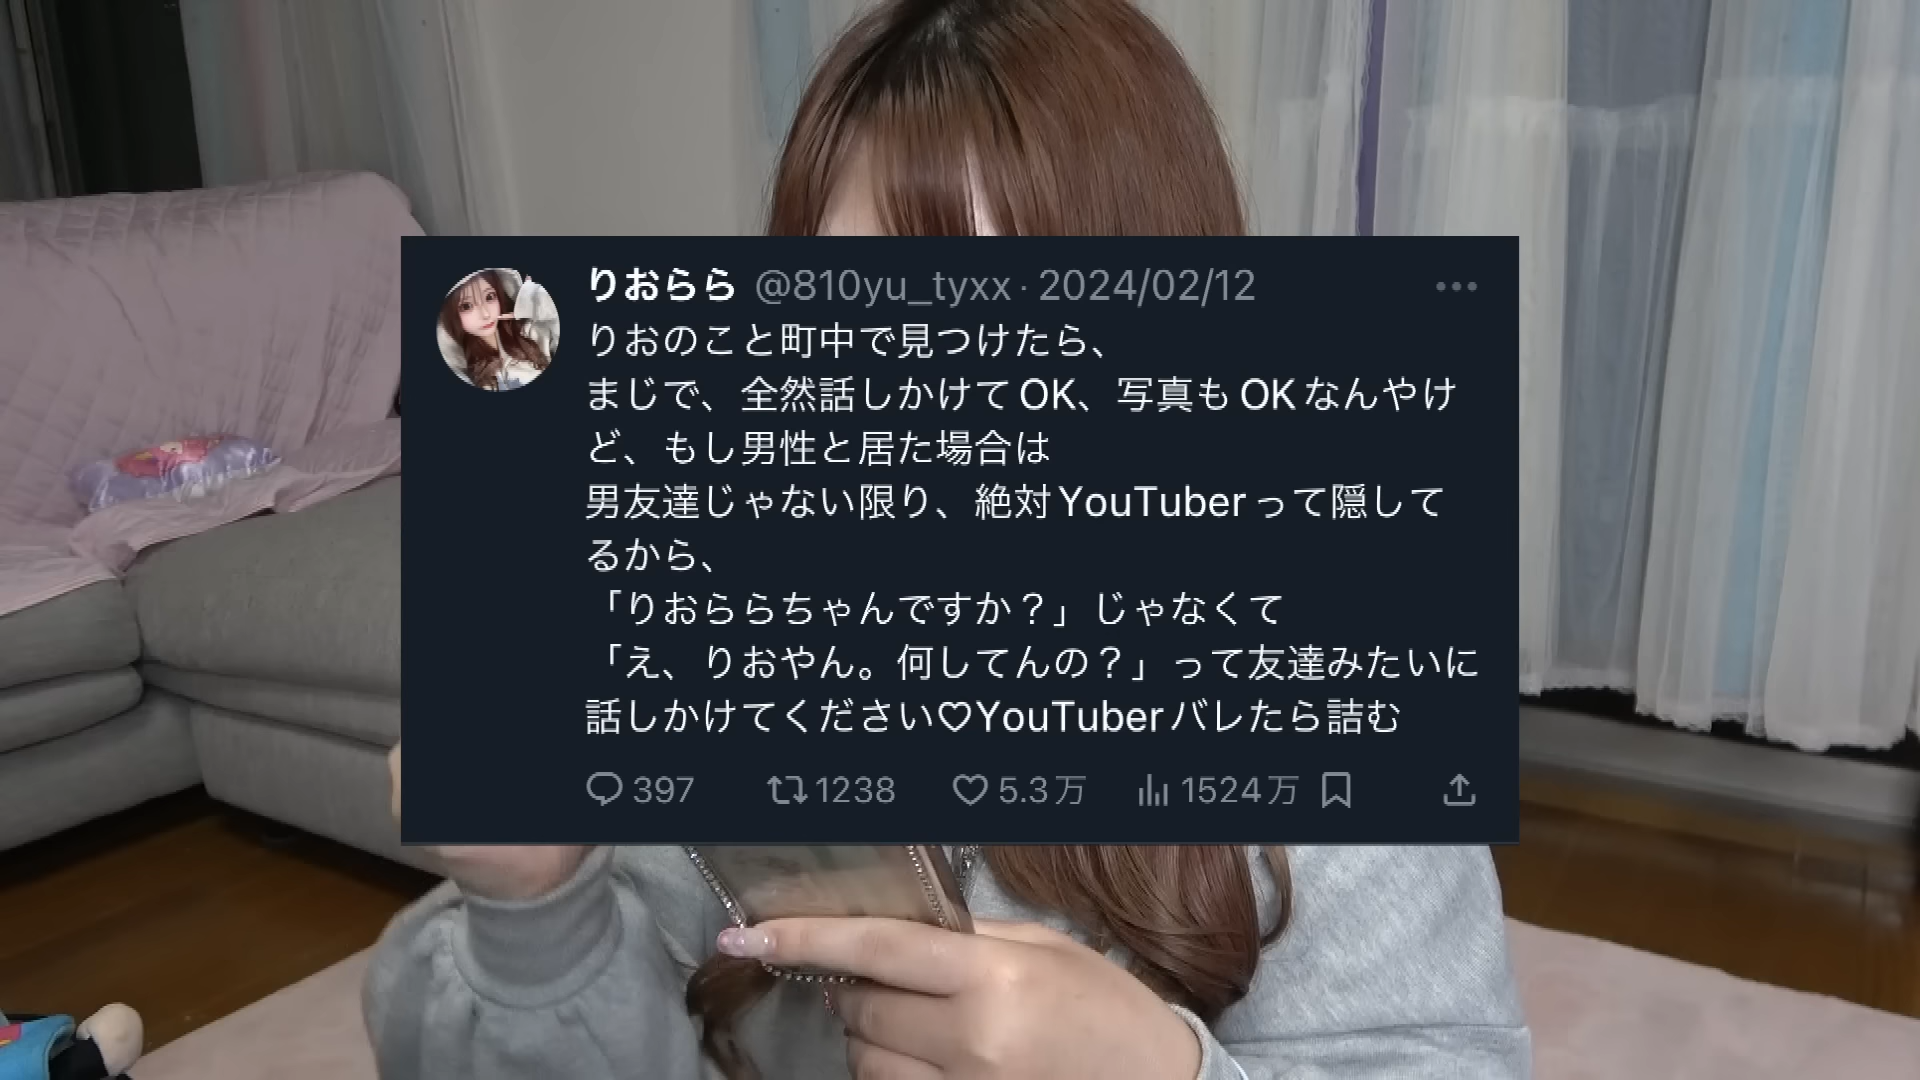 りおらら @810yu_tyxx · 2024/02/12
りおのこと町中で見つけたら、
まじで、全然話しかけてOK、写真もOKなんやけ
ど、もし男性と居た場合は
男友達じゃない限り、絶対YouTuberって隠して
るから、
「りおららちゃんですか？」じゃなくて
「え、りおやん。何してんの？」って友達みたいに
話しかけてください♡YouTuberバレたら詰む
397 1238 5.3万 1524万